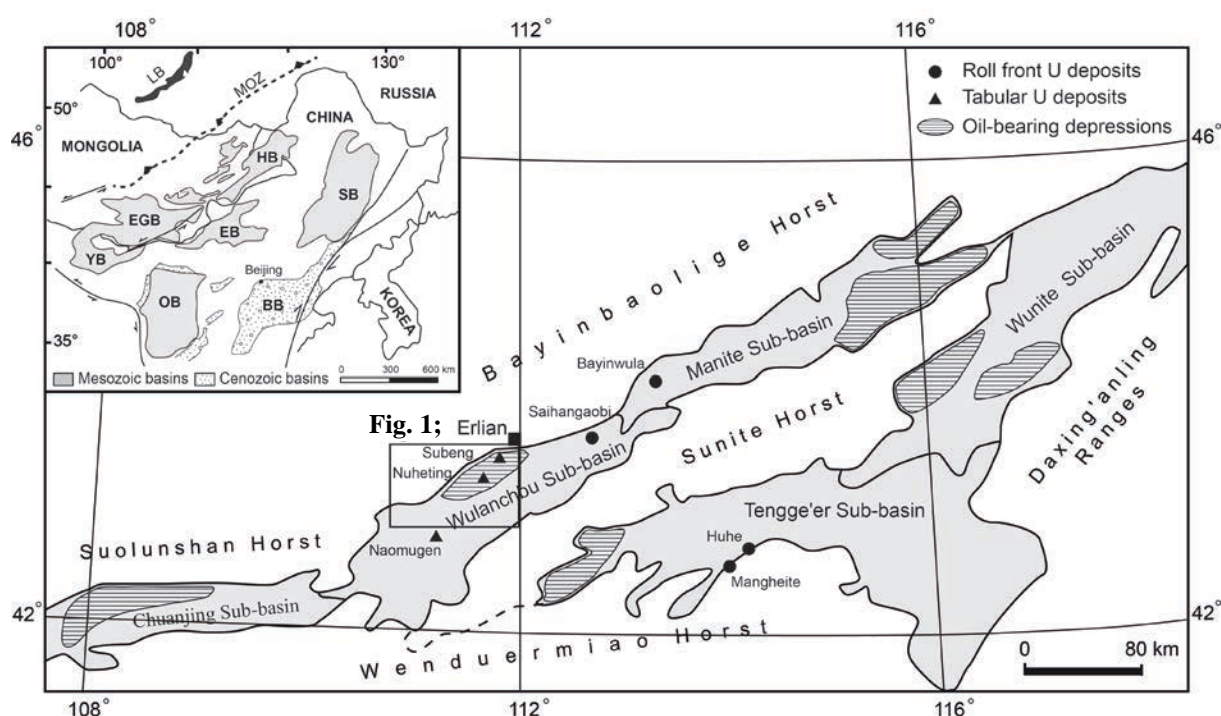 108°
112°
116°
100°
130°
LB
MOZ
RUSSIA
50°
CHINA
MONGOLIA
HB
SB
EGB
EB
YB
Beijing
OB
BB
KOREA
35°
0 300 600 km
Mesozoic basins
Cenozoic basins
Roll front U deposits
Tabular U deposits
Oil-bearing depressions
46°
46°
Bayinbaolige Horst
Wunite Sub-basin
Manite Sub-basin
Bayinwula
Saihangaobi
Sunite Horst
Daxing'anling
Ranges
Fig. 1;
Erlian
Subeng
Nuheting
Wulanchbu Sub-basin
Tengge'er Sub-basin
Suolunshan Horst
Naomugen
Huhe
Mangheite
Chuanjing Sub-basin
42°
42°
Wenduermiao Horst
0 80 km
108°
112°
116°